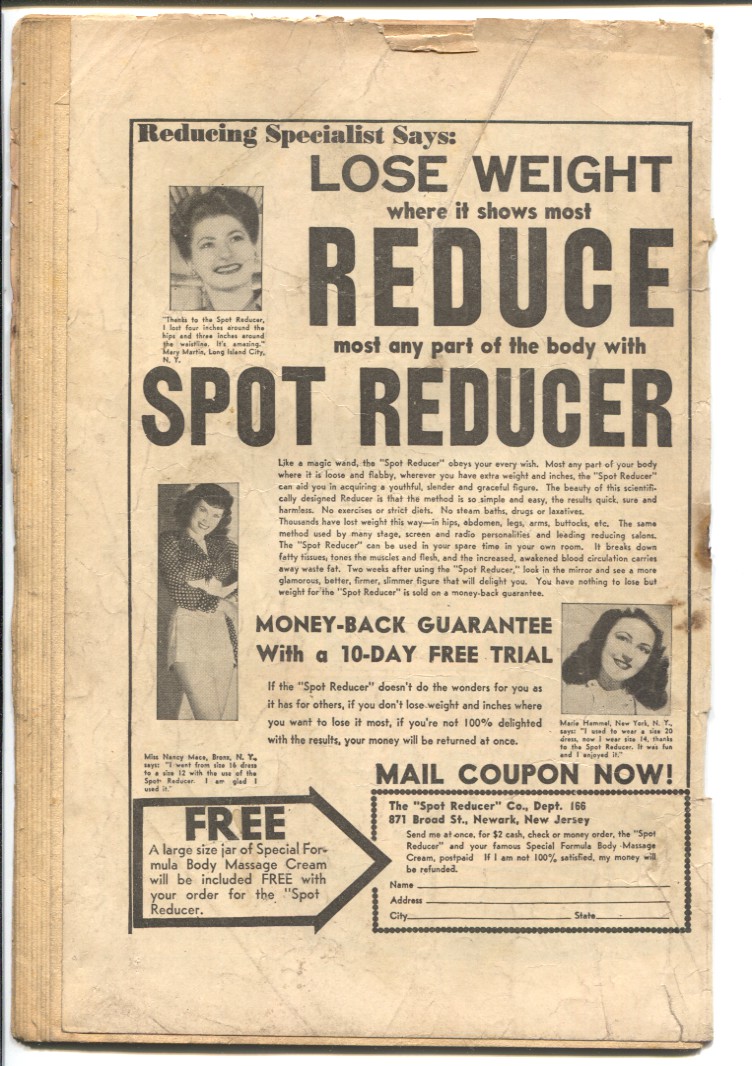 Reducing Specialist Says:
LOSE WEIGHT
where it shows most
REDUCE
most any part of the body with
SPOT REDUCER
"Thanks to the Spot Reducer,
I lost four inches around the
hips and three inches around
the waistline. It's amazing."
Mary Martin, Long Island City,
N. Y.
Like a magic wand, the "Spot Reducer" obeys your every wish. Most any part of your body
where it is loose and flabby, wherever you have extra weight and inches, the "Spot Reducer"
can aid you in acquiring a youthful, slender and graceful figure. The beauty of this scientifi-
cally designed Reducer is that the method is so simple and easy, the results quick, sure and
harmless. No exercises or strict diets. No steam baths, drugs or laxatives.
Thousands have lost weight this way—in hips, abdomen, legs, arms, buttocks, etc. The same
method used by many stage, screen and radio personalities and leading reducing salons.
The "Spot Reducer" can be used in your spare time in your own room. It breaks down
fatty tissues, tones the muscles and flesh, and the increased, awakened blood circulation carries
away waste fat. Two weeks after using the "Spot Reducer," look in the mirror and see a more
glamorous, better, firmer, slimmer figure that will delight you. You have nothing to lose but
weight for the "Spot Reducer" is sold on a money-back guarantee.
MONEY-BACK GUARANTEE
With a 10-DAY FREE TRIAL
If the "Spot Reducer" doesn't do the wonders for you as
it has for others, if you don't lose weight and inches where
you want to lose it most, if you're not 100% delighted
with the results, your money will be returned at once.
Marie Hammel, New York, N. Y.,
says: "I used to wear a size 20
dress, now I wear size 14, thanks
to the Spot Reducer. It was fun
and I enjoyed it."
Miss Nancy Mace, Bronx, N. Y.,
says: "I went from size 16 dress
to a size 12 with the use of the
Spot Reducer. I am glad I
used it."
MAIL COUPON NOW!
FREE
A large size jar of Special For-
mula Body Massage Cream
will be included FREE with
your order for the "Spot
Reducer.
The "Spot Reducer" Co., Dept. 166
871 Broad St., Newark, New Jersey
Send me at once, for $2 cash, check or money order, the "Spot
Reducer" and your famous Special Formula Body Massage
Cream, postpaid If I am not 100% satisfied, my money will
be refunded.
Name
Address
City State